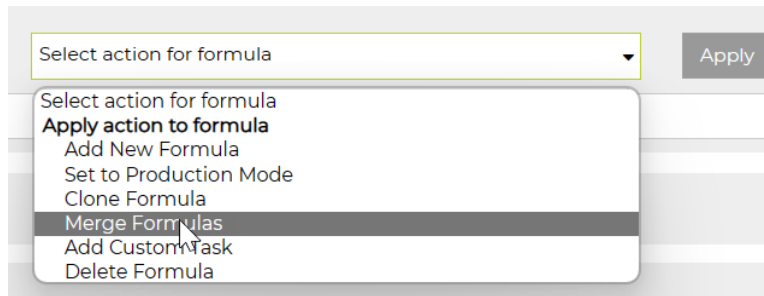 Select action for formula
Apply
Select action for formula
Apply action to formula
Add New Formula
Set to Production Mode
Clone Formula
Merge Formulas
Add Custom Task
Delete Formula